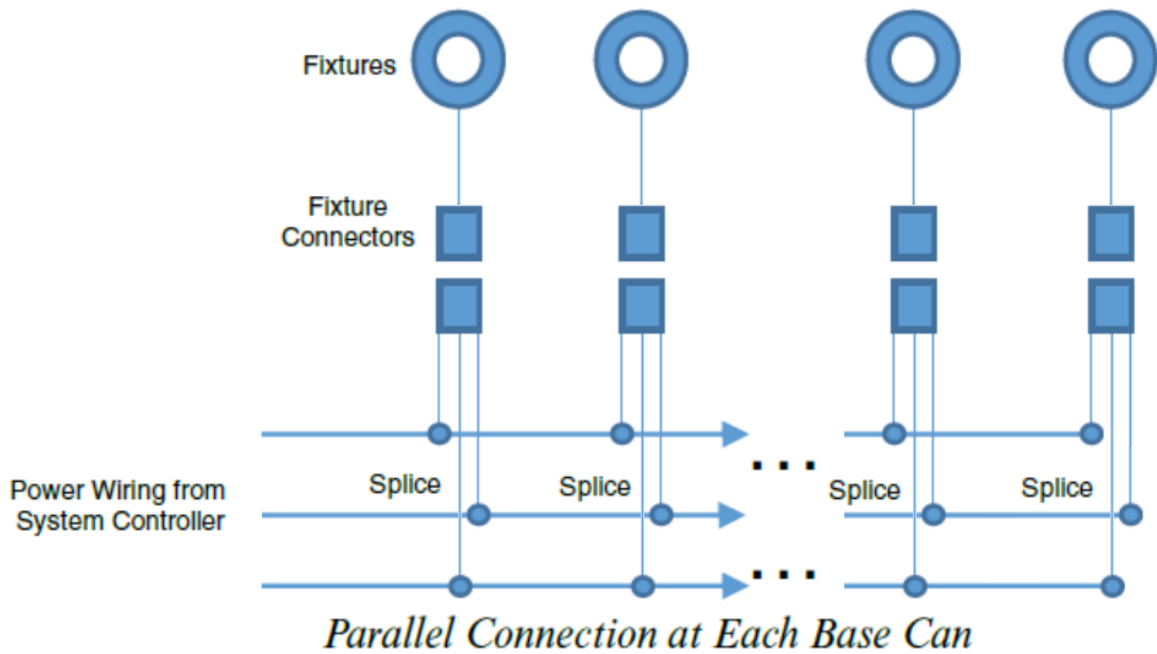 Fixtures
Fixture
Connectors
. . .
Splice
Splice
Splice
Splice
Power Wiring from
System Controller
. . .
Parallel Connection at Each Base Can